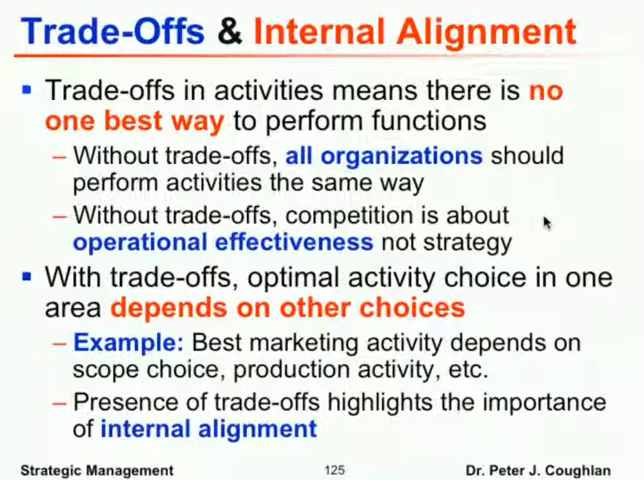 Trade-Offs & Internal Alignment
▪ Trade-offs in activities means there is no
one best way to perform functions
– Without trade-offs, all organizations should
perform activities the same way
– Without trade-offs, competition is about
operational effectiveness not strategy
▪ With trade-offs, optimal activity choice in one
area depends on other choices
– Example: Best marketing activity depends on
scope choice, production activity, etc.
– Presence of trade-offs highlights the importance
of internal alignment
Strategic Management 125 Dr. Peter J. Coughlan